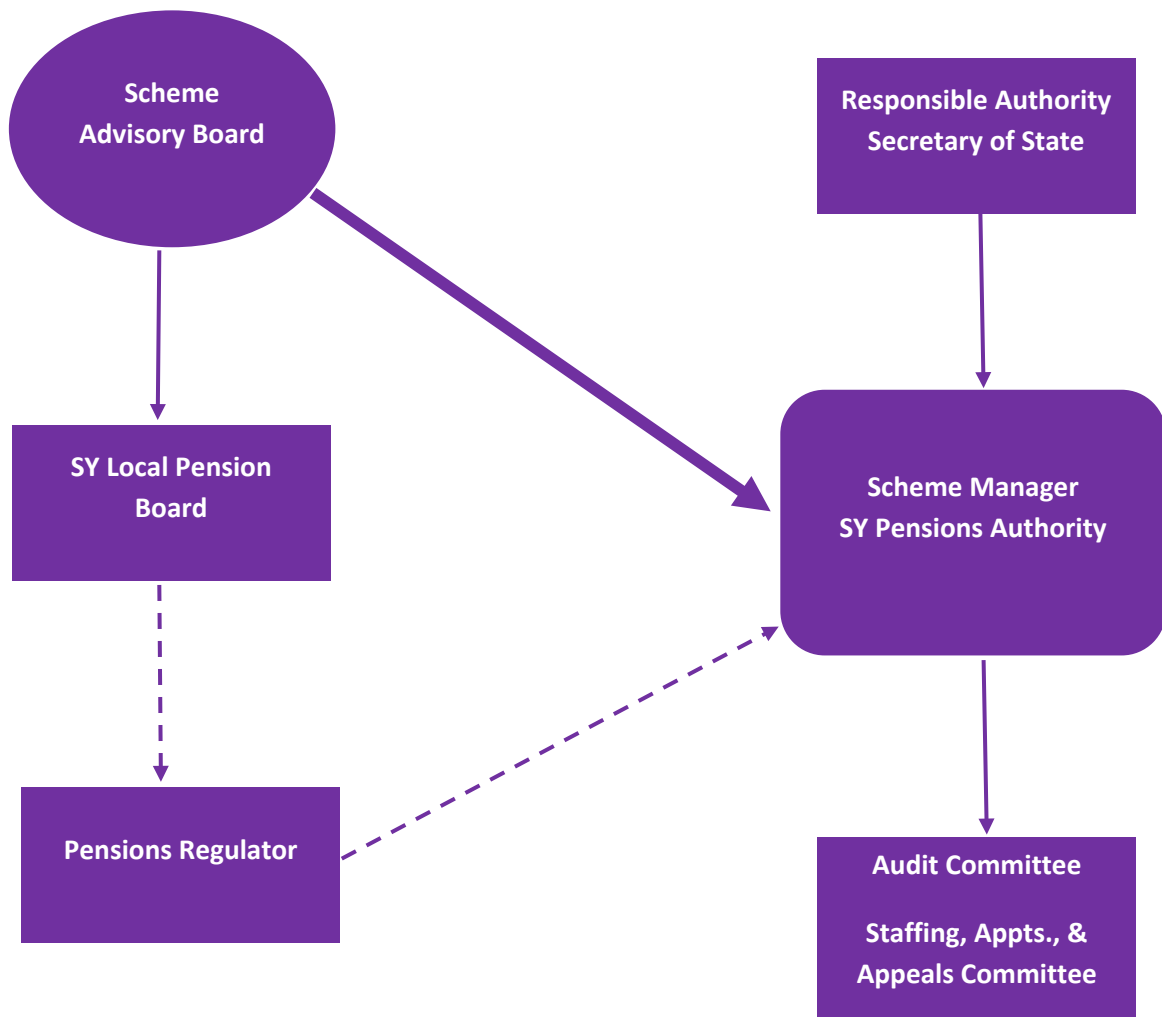 Scheme
Advisory Board
Responsible Authority
Secretary of State
SY Local Pension
Board
Scheme Manager
SY Pensions Authority
Pensions Regulator
Audit Committee
Staffing, Appts., &
Appeals Committee